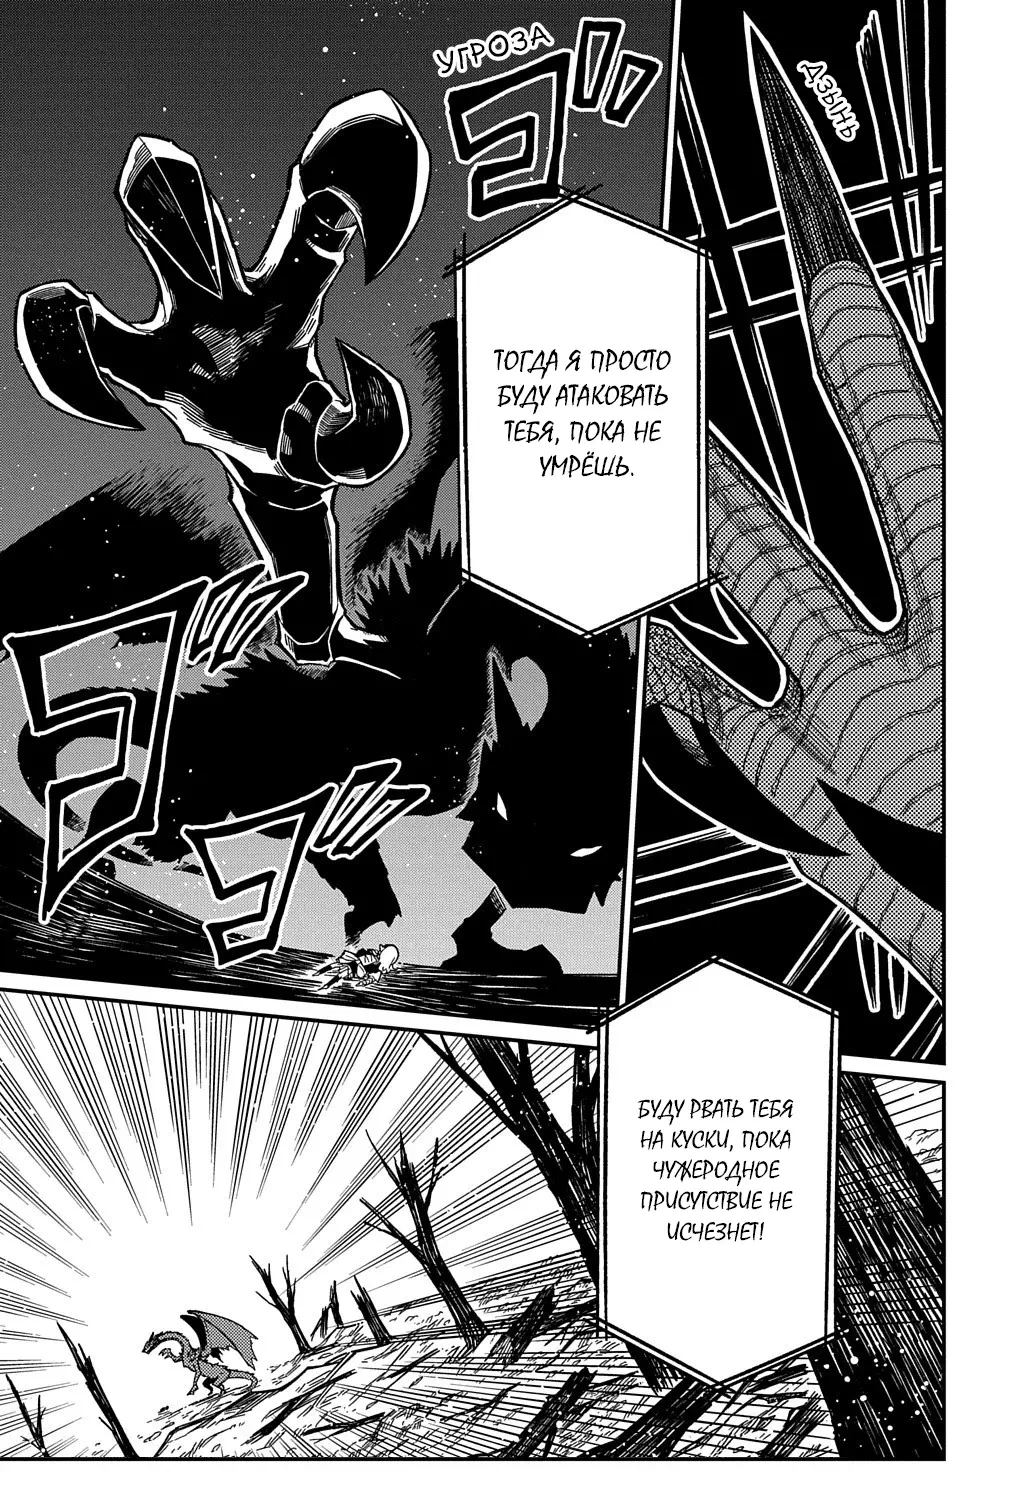 ДЗЫНЬ
УГРОЗА
ゴゴ
ТОГДА Я ПРОСТО
БУДУ АТАКОВАТЬ
ТЕБЯ, ПОКА НЕ
УМРЁШЬ.
ゴゴ
ゴゴ
БУДУ РВАТЬ ТЕБЯ
НА КУСКИ, ПОКА
ЧУЖЕРОДНОЕ
ПРИСУТСТВИЕ НЕ
ИСЧЕЗНЕТ!